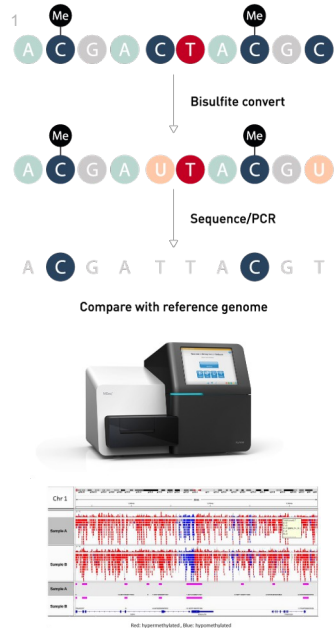 1
Me Me
A C G A C T A C G C
Bisulfite convert
Me Me
A C G A U T A C G U
Sequence/PCR
A C G A T T A C G T
Compare with reference genome
Chr 1
Sample A
Sample B
Sample A
Sample B
Red: hypermethylated, Blue: hypomethylated